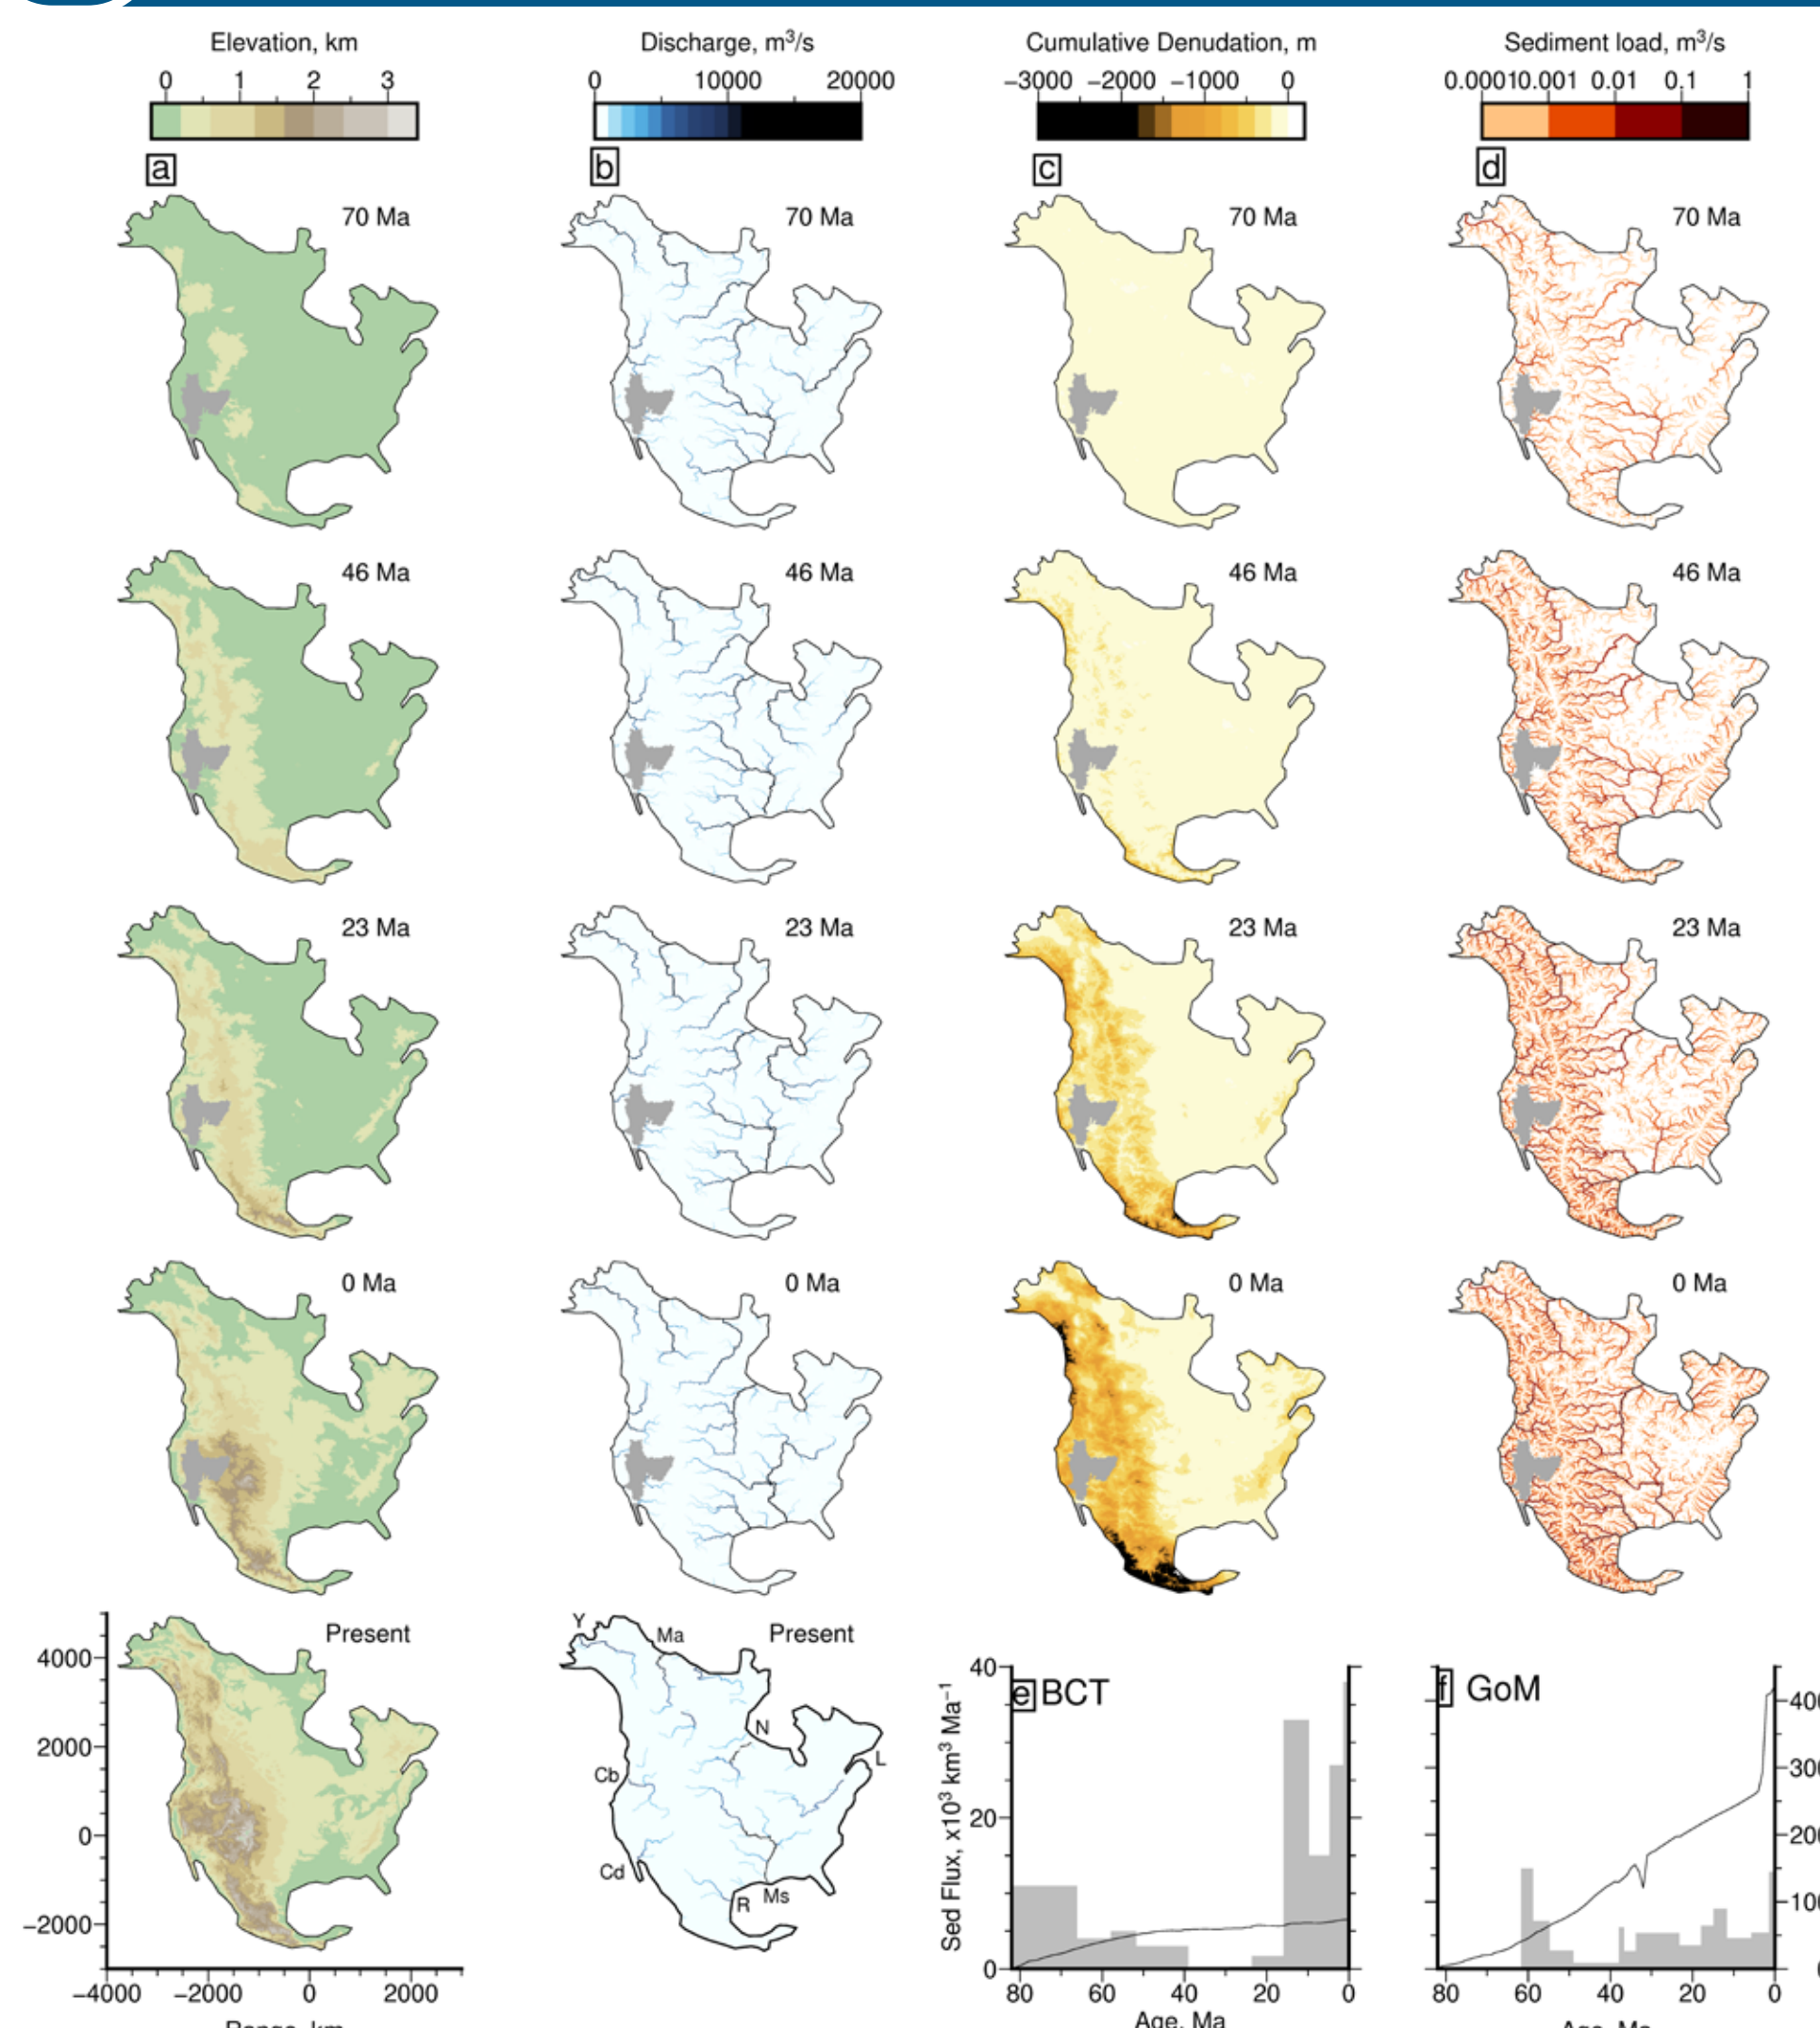 Elevation, km
Discharge, m³/s
Cumulative Denudation, m
Sediment load, m³/s
0 1 2 3
0 10000 20000
−3000 −2000 −1000 0
0.00001 0.001 0.01 0.1 1
a
b
c
d
70 Ma
70 Ma
70 Ma
70 Ma
46 Ma
46 Ma
46 Ma
46 Ma
23 Ma
23 Ma
23 Ma
23 Ma
0 Ma
0 Ma
0 Ma
0 Ma
Present
4000
2000
0
−2000
−4000 −2000 0 2000
Present
Y
Ma
N
L
Cb
Cd
R
Ms
e BCT
Sed Flux, x10³ km³ Ma⁻¹
40
20
0
80 60 40 20 0
Age, Ma
f GoM
80 60 40 20 0